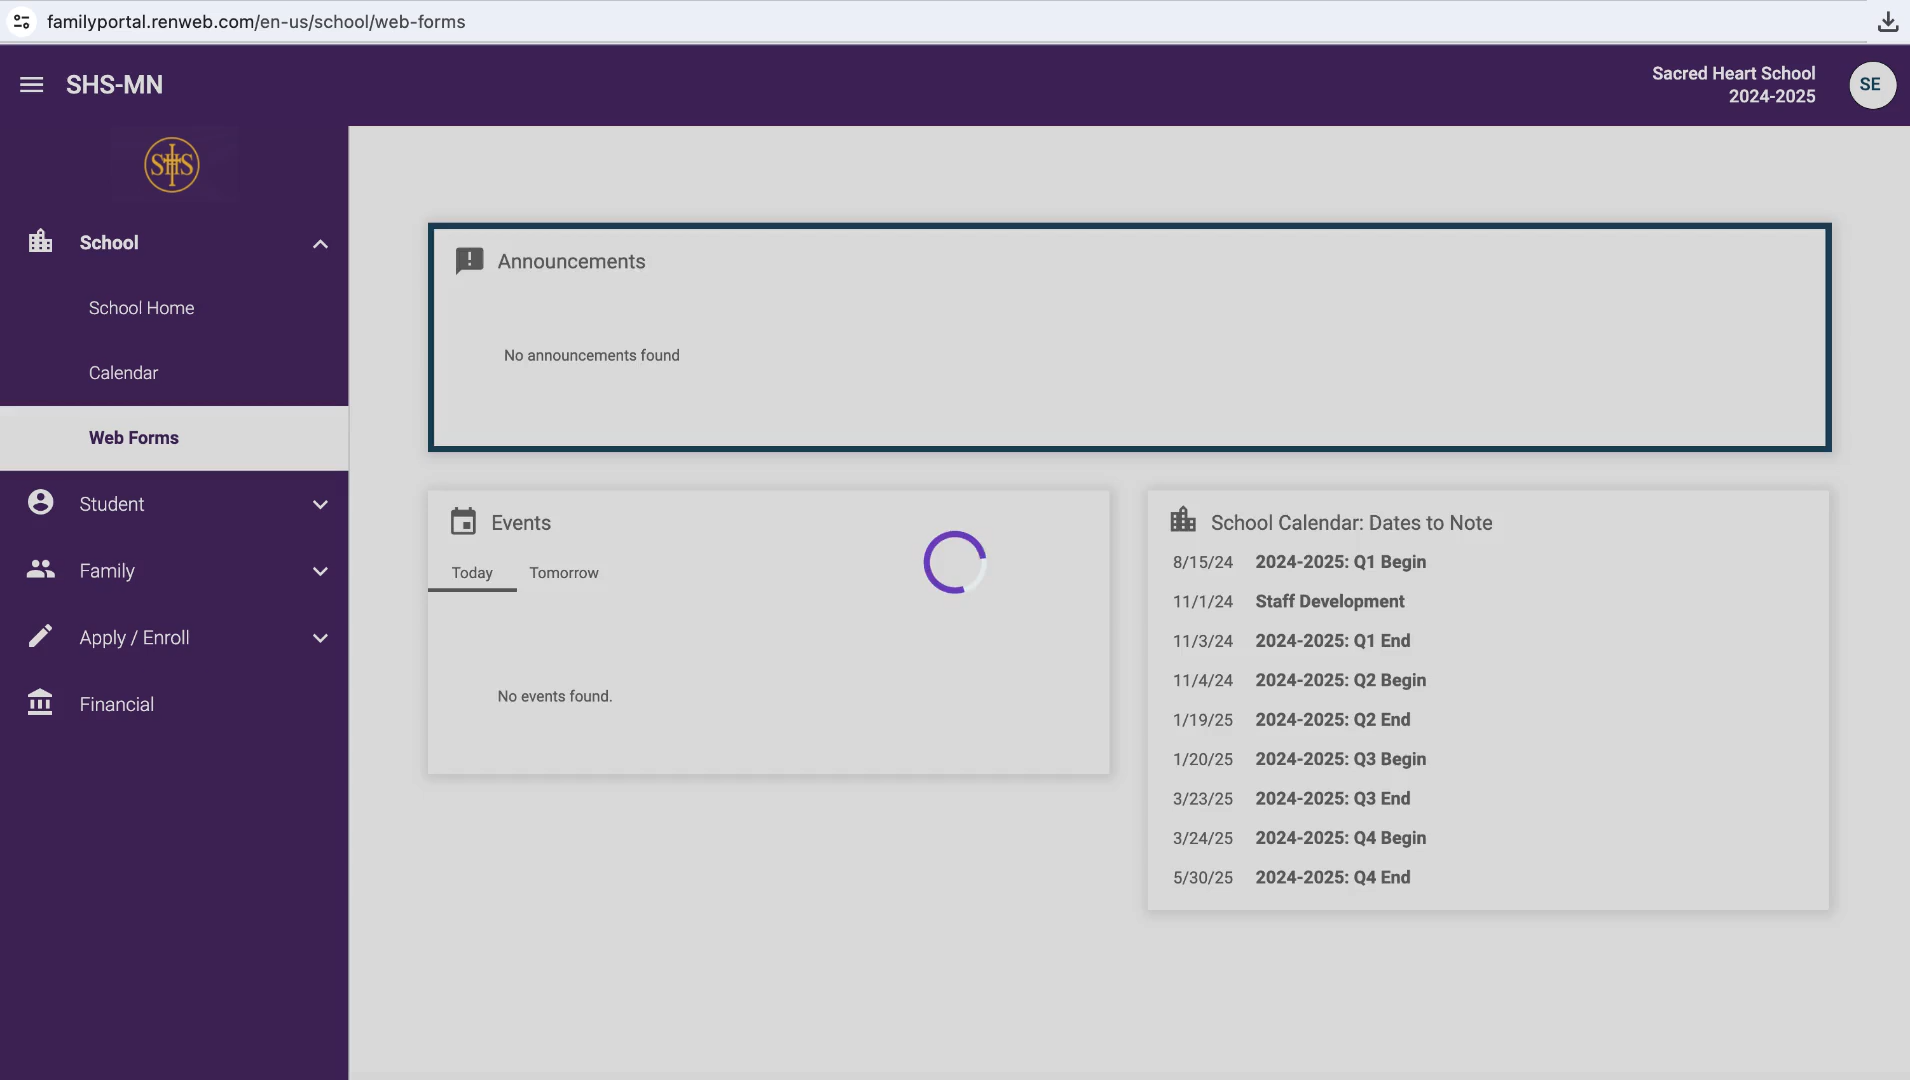 familyportal.renweb.com/en-us/school/web-forms
SHS-MN
Sacred Heart School
2024-2025
SE
SHS
School
School Home
Calendar
Web Forms
Student
Family
Apply / Enroll
Financial
Announcements
No announcements found
Events
Today Tomorrow
No events found.
School Calendar: Dates to Note
8/15/24 2024-2025: Q1 Begin
11/1/24 Staff Development
11/3/24 2024-2025: Q1 End
11/4/24 2024-2025: Q2 Begin
1/19/25 2024-2025: Q2 End
1/20/25 2024-2025: Q3 Begin
3/23/25 2024-2025: Q3 End
3/24/25 2024-2025: Q4 Begin
5/30/25 2024-2025: Q4 End